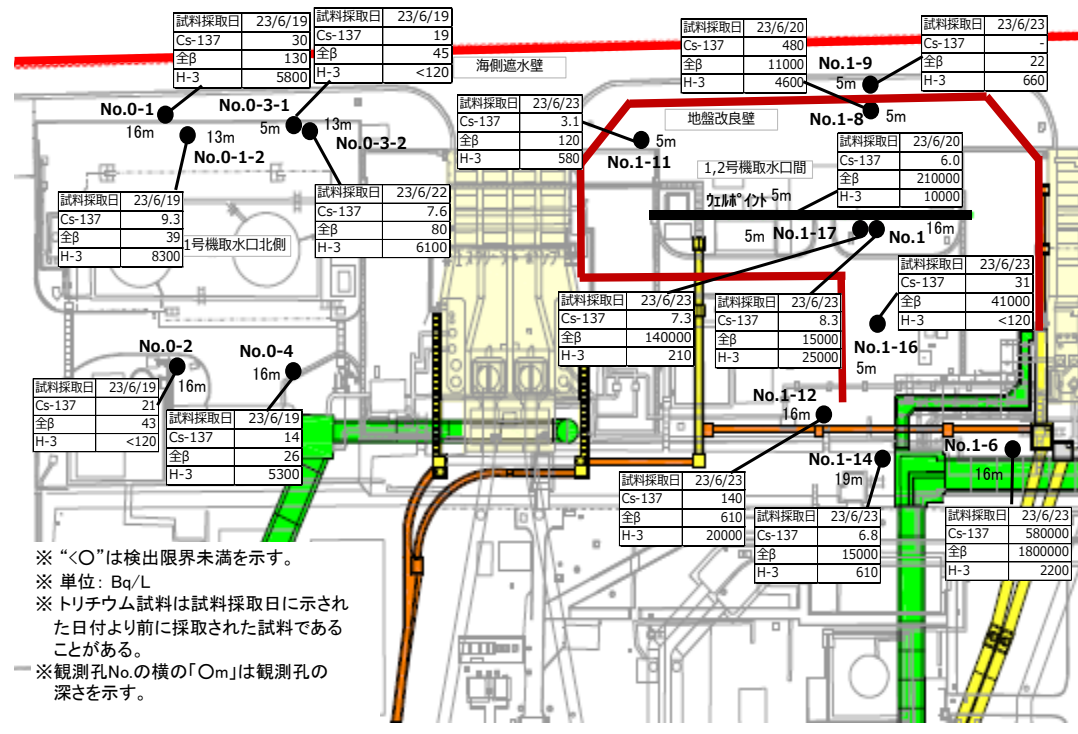 試料採取日 23/6/19
Cs-137 30
全β 130
H-3 5800
試料採取日 23/6/19
Cs-137 19
全β 45
H-3 <120
海側遮水壁
試料採取日 23/6/20
Cs-137 480
全β 11000
H-3 4600
試料採取日 23/6/23
Cs-137 -
全β 22
H-3 660
No.0-1
16m
13m
No.0-1-2
No.0-3-1
5m
13m
No.0-3-2
試料採取日 23/6/23
Cs-137 3.1
全β 120
H-3 580
5m
No.1-11
No.1-9
5m
No.1-8
5m
地盤改良壁
1,2号機取水口間
試料採取日 23/6/20
Cs-137 6.0
全β 210000
H-3 10000
ウェルポイント 5m
5m No.1-17
No.1
16m
試料採取日 23/6/19
Cs-137 9.3
全β 39
H-3 8300
1号機取水口北側
試料採取日 23/6/22
Cs-137 7.6
全β 80
H-3 6100
試料採取日 23/6/23
Cs-137 7.3
全β 140000
H-3 210
試料採取日 23/6/23
Cs-137 8.3
全β 15000
H-3 25000
試料採取日 23/6/23
Cs-137 31
全β 41000
H-3 <120
No.1-16
5m
No.0-2
16m
No.0-4
16m
試料採取日 23/6/19
Cs-137 21
全β 43
H-3 <120
試料採取日 23/6/19
Cs-137 14
全β 26
H-3 5300
No.1-12
16m
No.1-14
19m
No.1-6
16m
試料採取日 23/6/23
Cs-137 140
全β 610
H-3 20000
試料採取日 23/6/23
Cs-137 6.8
全β 15000
H-3 610
試料採取日 23/6/23
Cs-137 580000
全β 1800000
H-3 2200
※ “<〇”は検出限界未満を示す。
※ 単位: Bq/L
※ トリチウム試料は試料採取日に示され
た日付より前に採取された試料である
ことがある。
※観測孔No.の横の「〇m」は観測孔の
深さを示す。